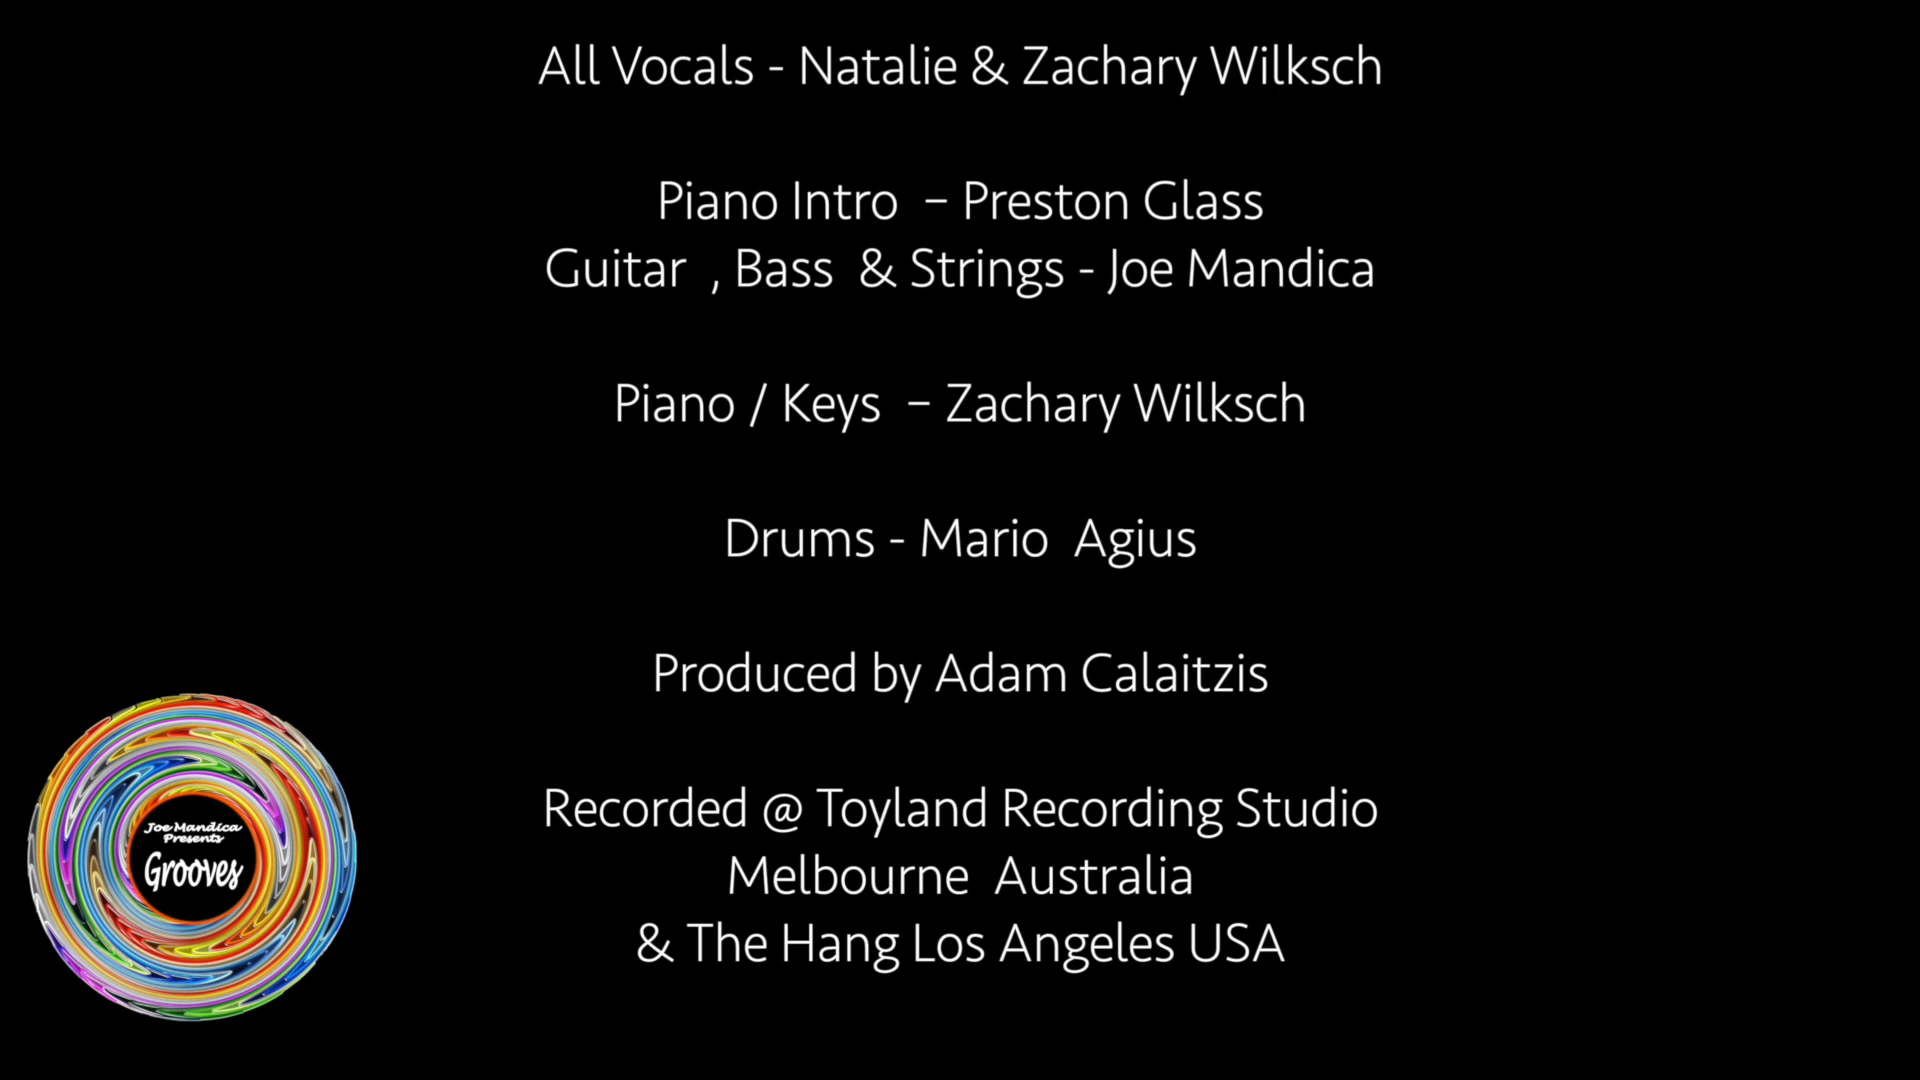 All Vocals - Natalie & Zachary Wilksch
Piano Intro – Preston Glass
Guitar , Bass & Strings - Joe Mandica
Piano / Keys – Zachary Wilksch
Drums - Mario Agius
Produced by Adam Calaitzis
Recorded @ Toyland Recording Studio
Melbourne Australia
& The Hang Los Angeles USA
Joe Mandica
Presents
Grooves